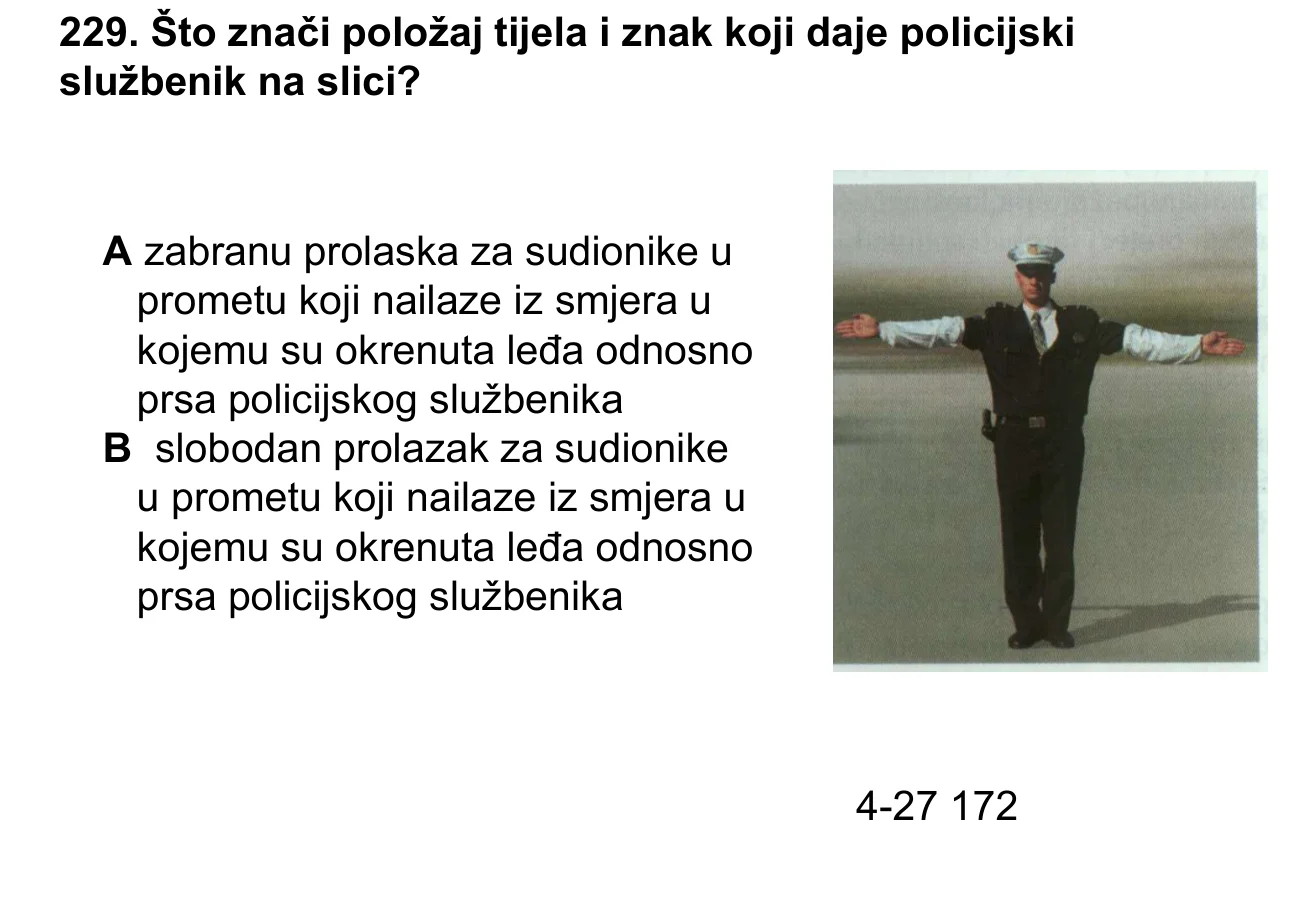 229. Što znači položaj tijela i znak koji daje policijski
službenik na slici?
A zabranu prolaska za sudionike u
prometu koji nailaze iz smjera u
kojemu su okrenuta leđa odnosno
prsa policijskog službenika
B slobodan prolazak za sudionike
u prometu koji nailaze iz smjera u
kojemu su okrenuta leđa odnosno
prsa policijskog službenika
4-27 172